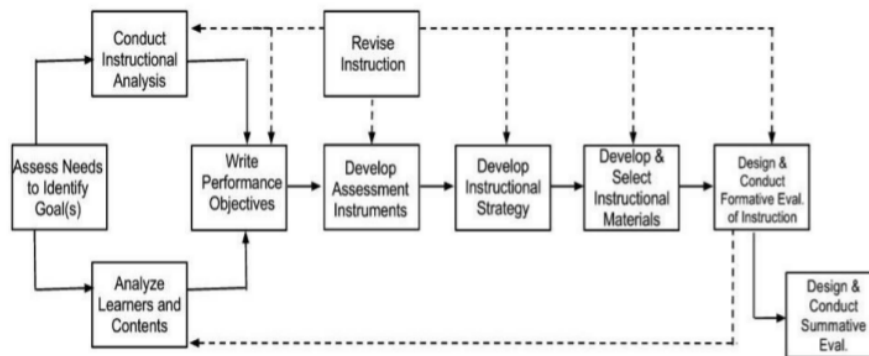 Conduct
Instructional
Analysis
Revise
Instruction
Assess Needs
to Identify
Goal(s)
Write
Performance
Objectives
Develop
Assessment
Instruments
Develop
Instructional
Strategy
Develop &
Select
Instructional
Materials
Design &
Conduct
Formative Eval.
of Instruction
Analyze
Learners and
Contents
Design &
Conduct
Summative
Eval.